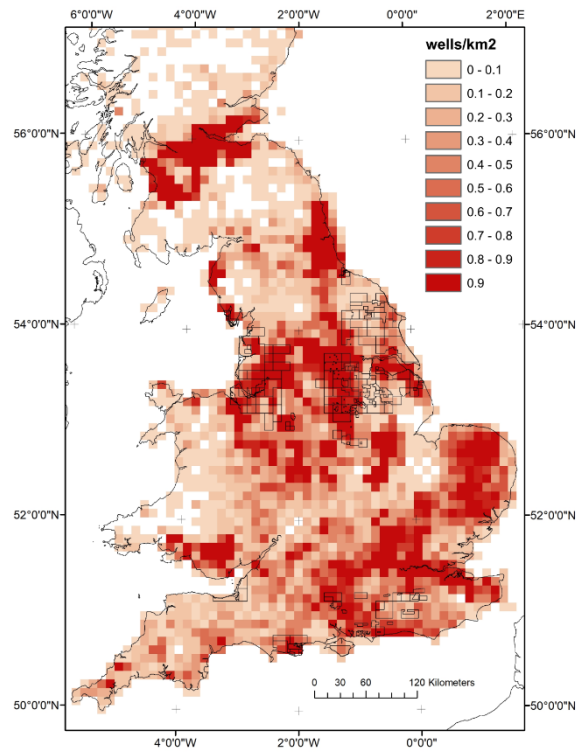 6°0'0"W 4°0'0"W 2°0'0"W 0°0'0" 2°0'E
wells/km2
0 - 0.1
0.1 - 0.2
0.2 - 0.3
0.3 - 0.4
0.4 - 0.5
0.5 - 0.6
0.6 - 0.7
0.7 - 0.8
0.8 - 0.9
0.9
56°0'0"N 56°0'0"N
54°0'0"N 54°0'0"N
52°0'0"N 52°0'0"N
50°0'0"N 50°0'0"N
0 30 60 120 Kilometers
4°0'0"W 2°0'0"W 0°0'0"